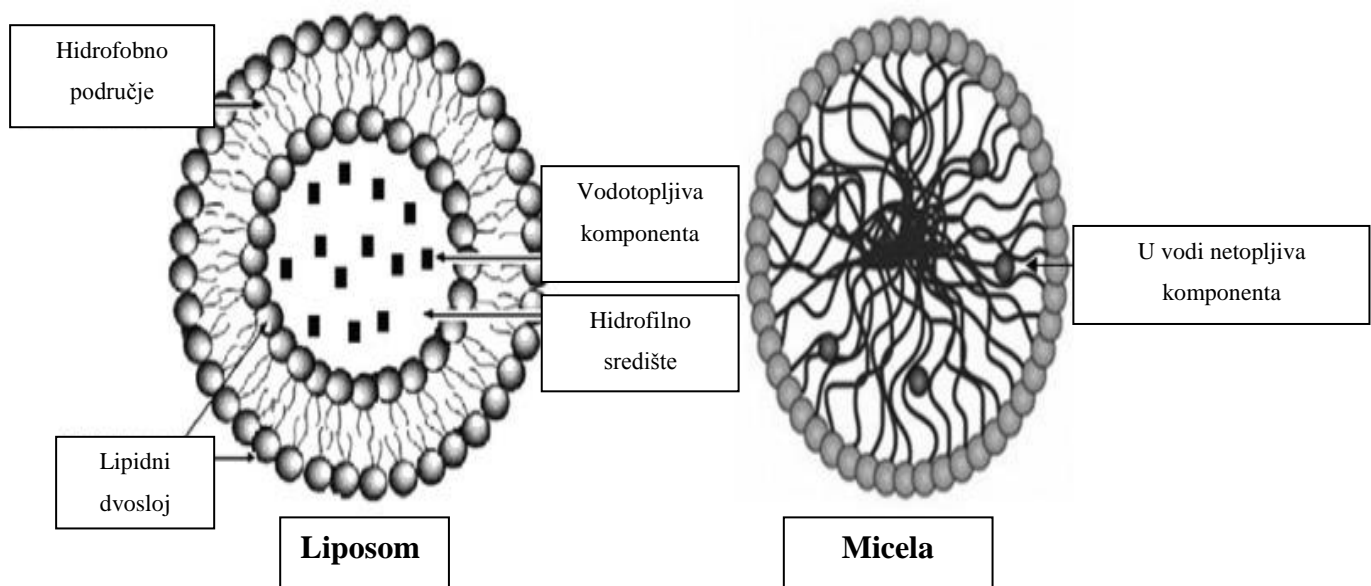 Hidrofobno
područje
Vodotopljiva
komponenta
U vodi netopljiva
komponenta
Hidrofilno
središte
Lipidni
dvosloj
Liposom
Micela